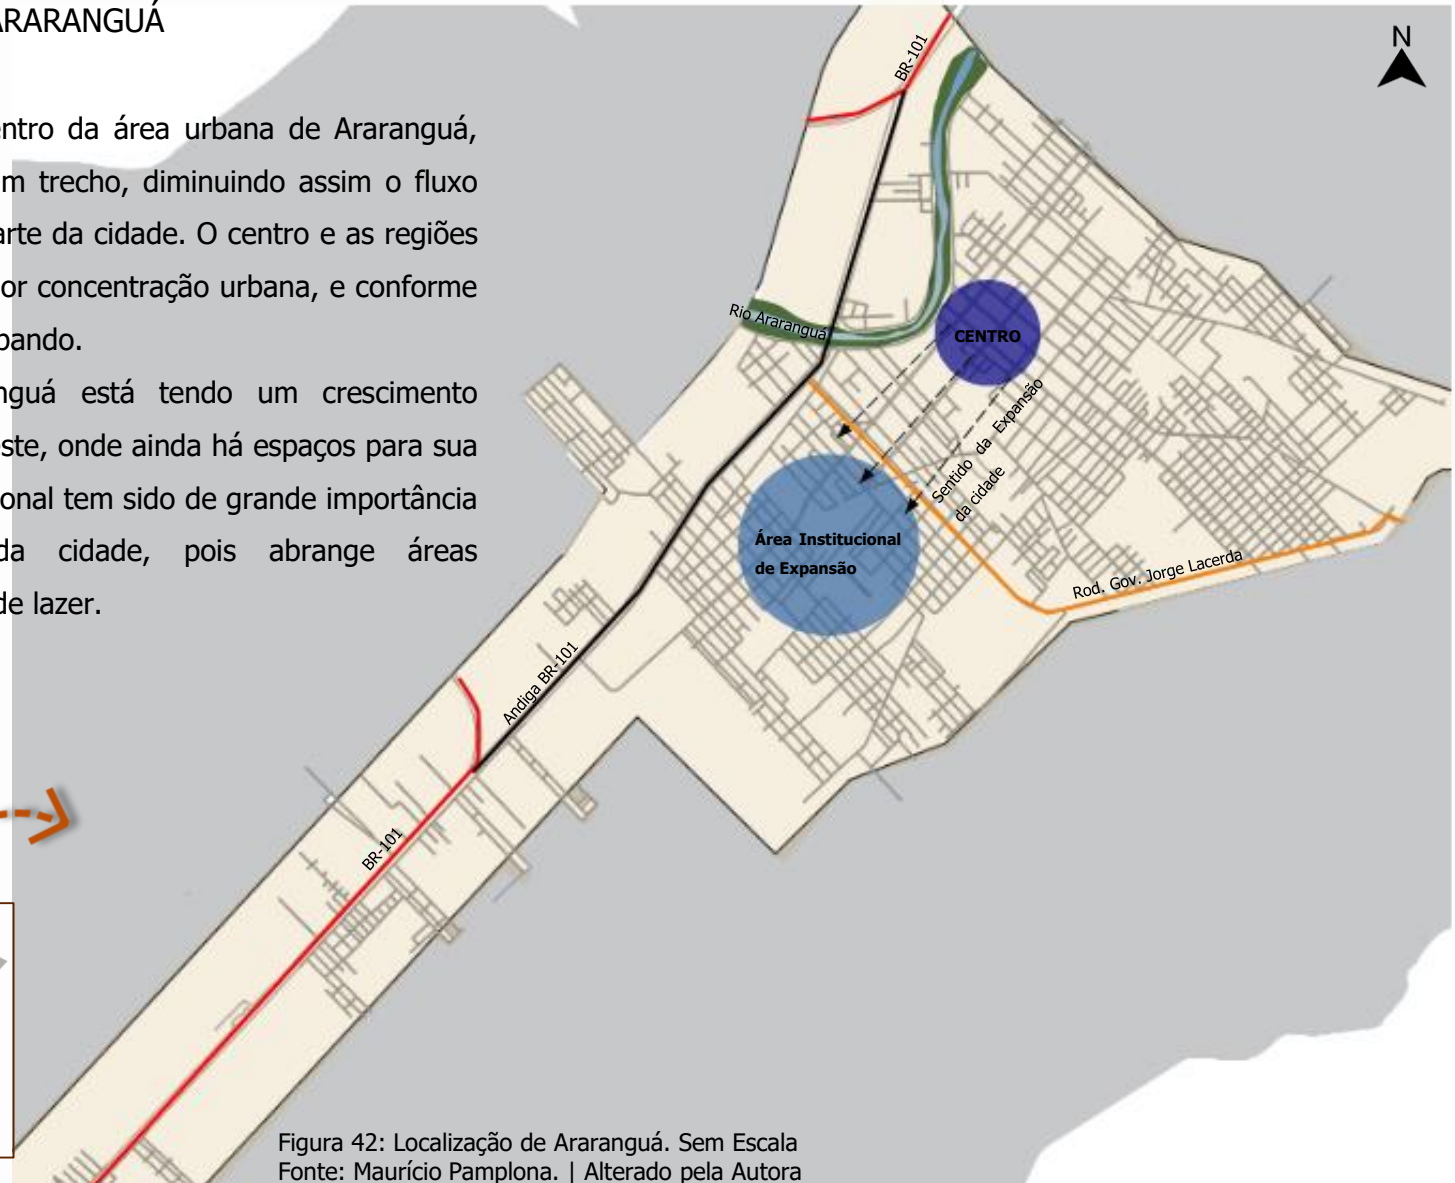 ARARANGUÁ
entro da área urbana de Araranguá,
m trecho, diminuindo assim o fluxo
arte da cidade. O centro e as regiões
or concentração urbana, e conforme
pando.
nguá está tendo um crescimento
ste, onde ainda há espaços para sua
onal tem sido de grande importância
da cidade, pois abrange áreas
de lazer.
N
BR-101
Rio Araranguá
CENTRO
Sentido da Expansão
da cidade
Área Institucional
de Expansão
Rod. Gov. Jorge Lacerda
Andiga BR-101
BR-101
Figura 42: Localização de Araranguá. Sem Escala
Fonte: Maurício Pamplona. | Alterado pela Autora